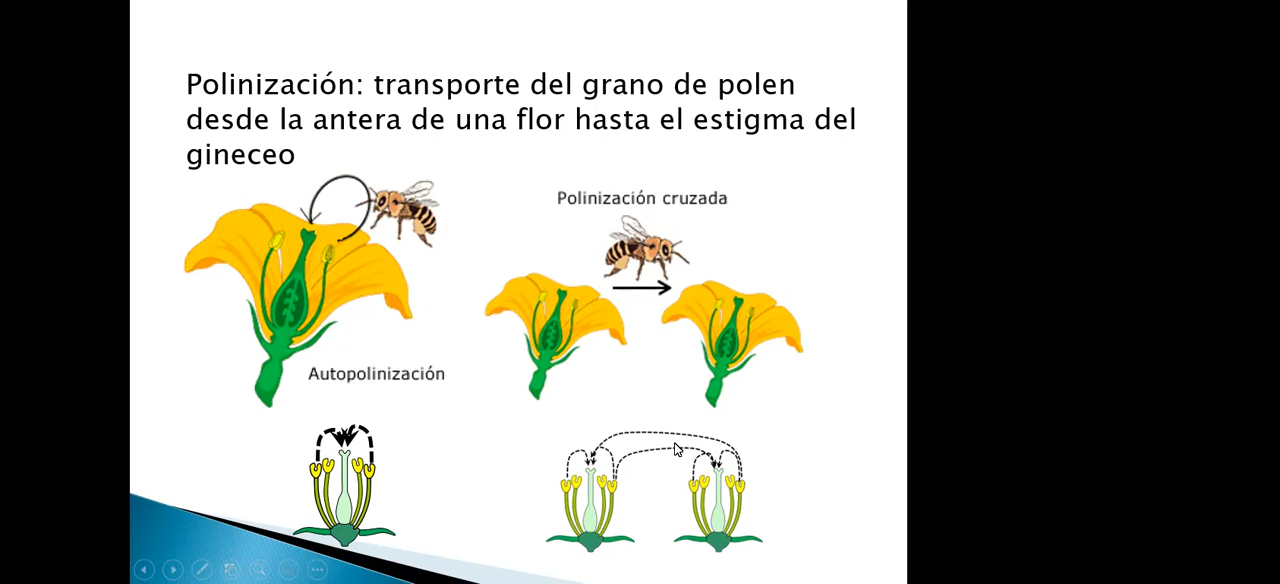 Polinización: transporte del grano de polen
desde la antera de una flor hasta el estigma del
gineceo
Polinización cruzada
Autopolinización